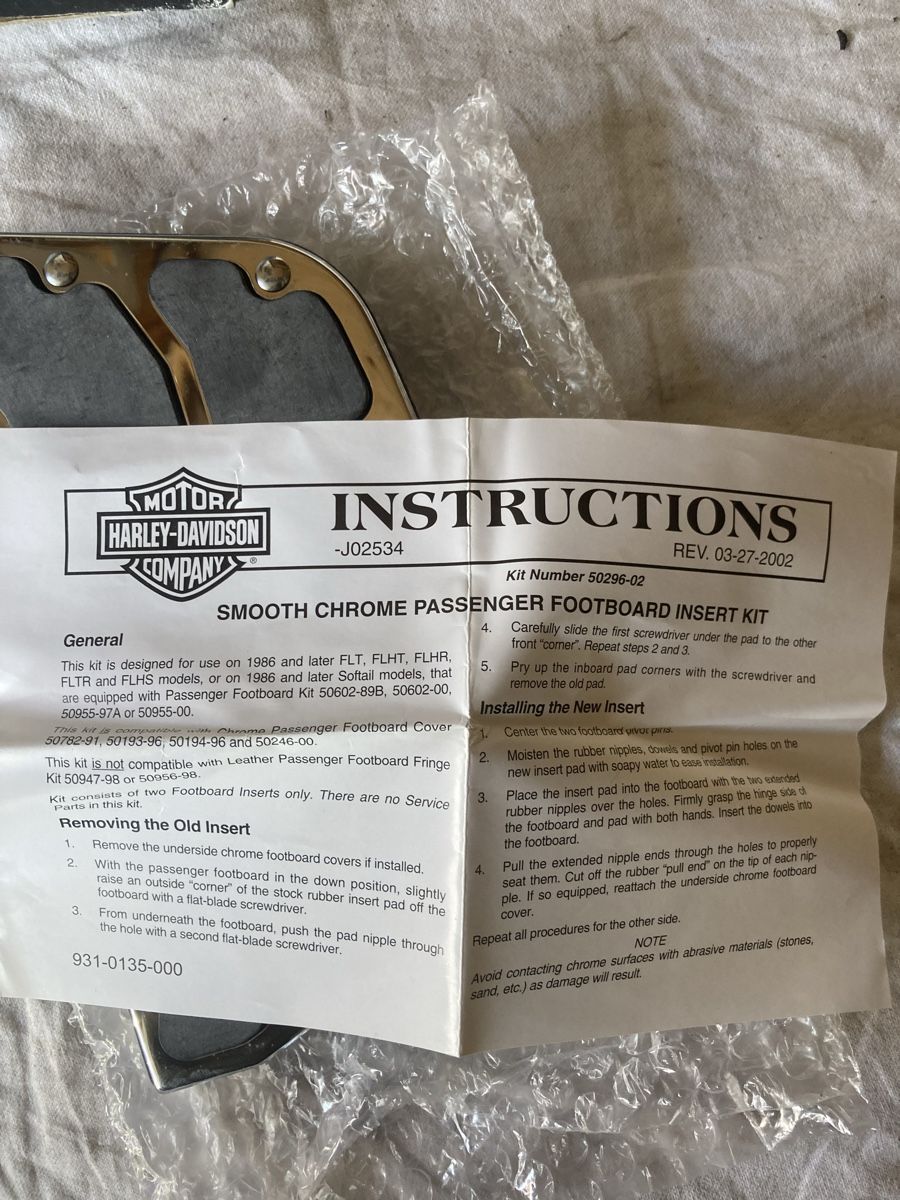 MOTOR
HARLEY-DAVIDSON
COMPANY
®
INSTRUCTIONS
-J02534
REV. 03-27-2002
Kit Number 50296-02
SMOOTH CHROME PASSENGER FOOTBOARD INSERT KIT
General
This kit is designed for use on 1986 and later FLT, FLHT, FLHR,
FLTR and FLHS models, or on 1986 and later Softail models, that
are equipped with Passenger Footboard Kit 50602-89B, 50602-00,
50955-97A or 50955-00.
This kit is compatible with Chrome Passenger Footboard Cover
50782-91, 50193-96, 50194-96 and 50246-00.
This kit is not compatible with Leather Passenger Footboard Fringe
Kit 50947-98 or 50956-98.
Kit consists of two Footboard Inserts only. There are no Service
Parts in this kit.
Removing the Old Insert
1. Remove the underside chrome footboard covers if installed.
2. With the passenger footboard in the down position, slightly
raise an outside “corner” of the stock rubber insert pad off the
footboard with a flat-blade screwdriver.
3. From underneath the footboard, push the pad nipple through
the hole with a second flat-blade screwdriver.
931-0135-000
4. Carefully slide the first screwdriver under the pad to the other
front “corner”. Repeat steps 2 and 3.
5. Pry up the inboard pad corners with the screwdriver and
remove the old pad.
Installing the New Insert
1. Center the two footboard pivot pins.
2. Moisten the rubber nipples, dowels and pivot pin holes on the
new insert pad with soapy water to ease installation.
3. Place the insert pad into the footboard with the two extended
rubber nipples over the holes. Firmly grasp the hinge side of
the footboard and pad with both hands. Insert the dowels into
the footboard.
4. Pull the extended nipple ends through the holes to properly
seat them. Cut off the rubber “pull end” on the tip of each nip-
ple. If so equipped, reattach the underside chrome footboard
cover.
Repeat all procedures for the other side.
NOTE
Avoid contacting chrome surfaces with abrasive materials (stones,
sand, etc.) as damage will result.